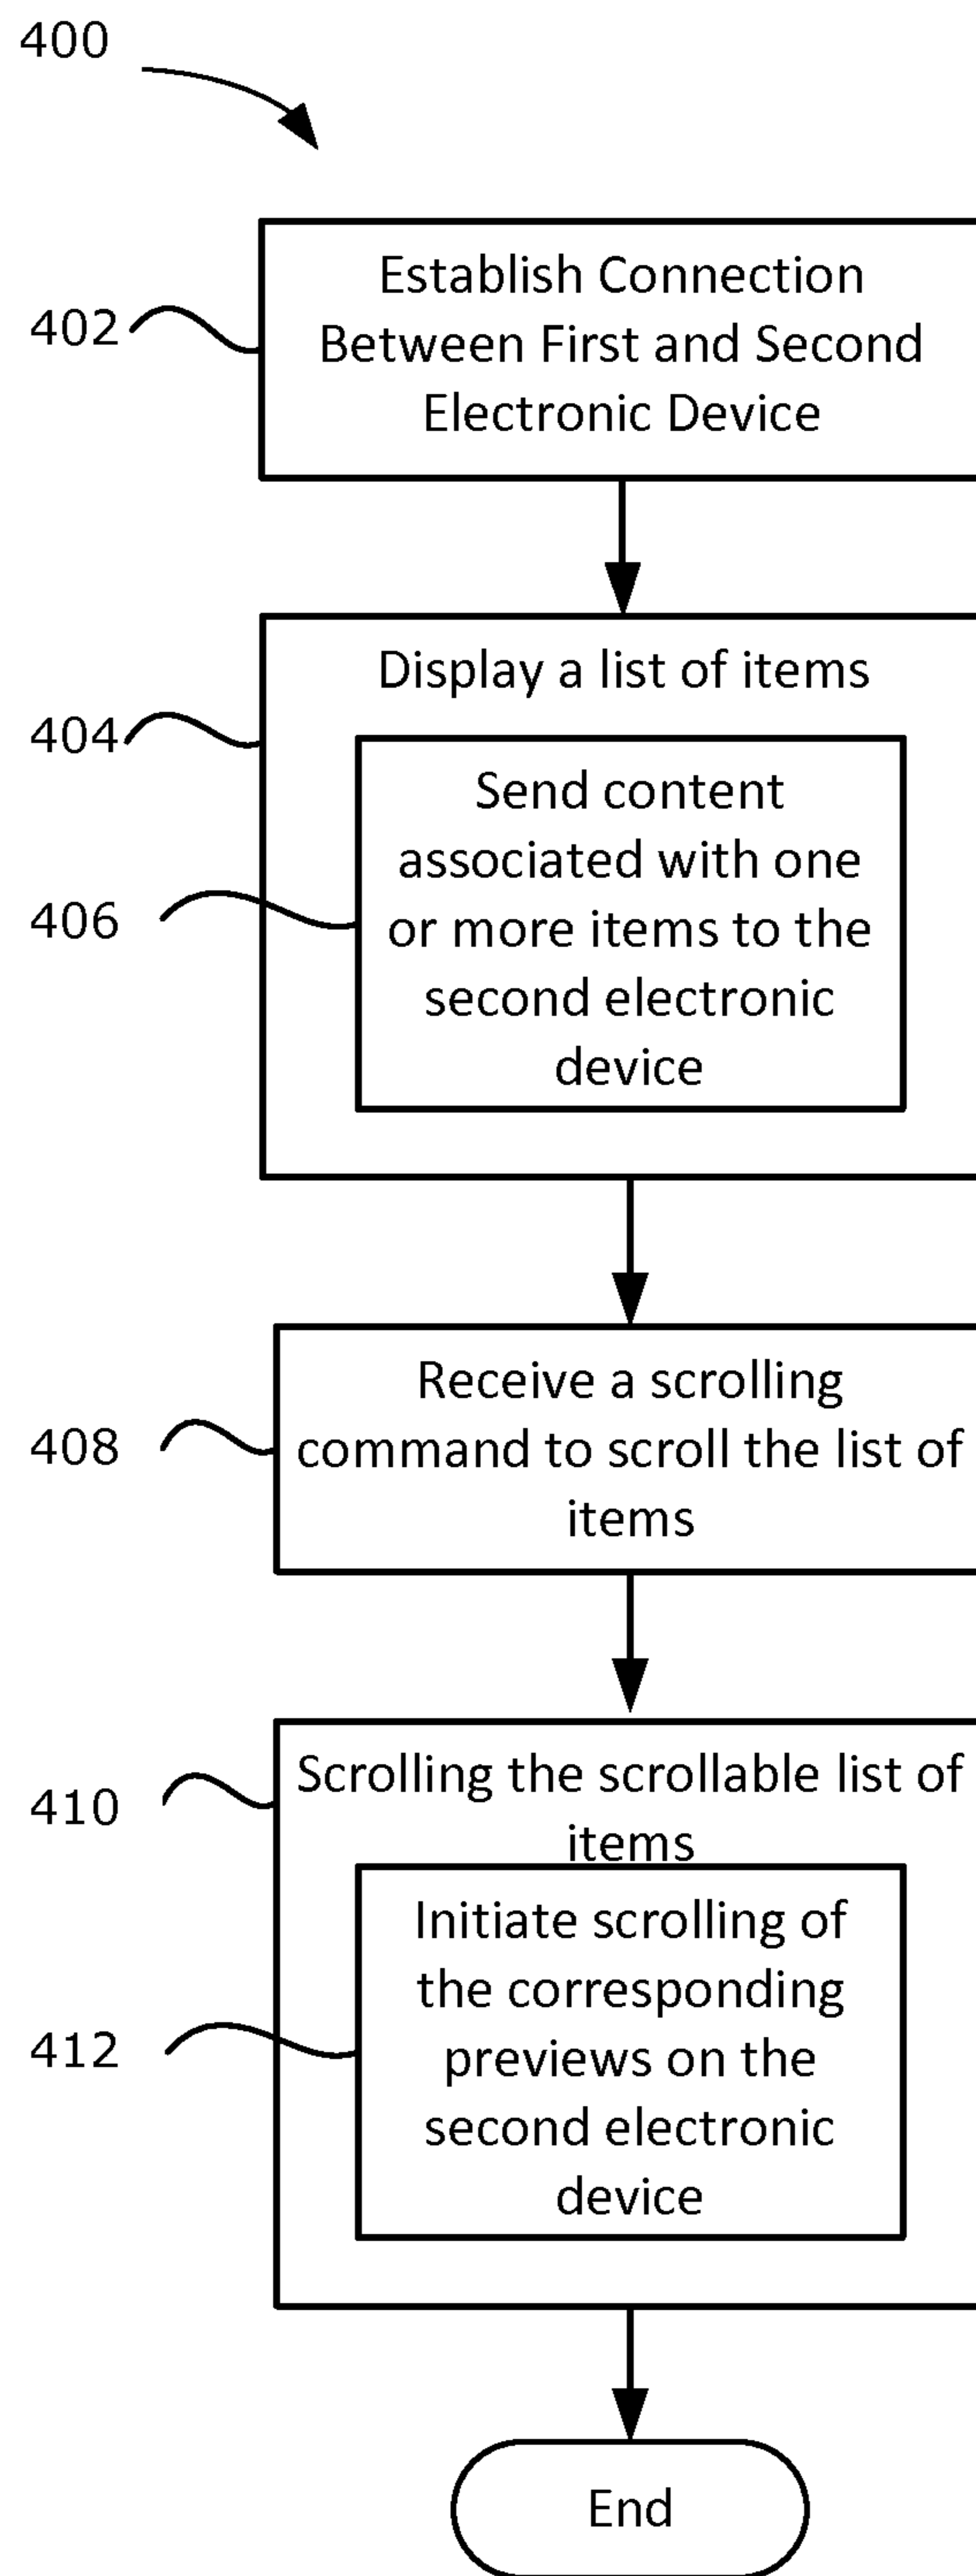 400
402
Establish Connection
Between First and Second
Electronic Device
404
Display a list of items
406
Send content
associated with one
or more items to the
second electronic
device
408
Receive a scrolling
command to scroll the list of
items
410
Scrolling the scrollable list of
items
412
Initiate scrolling of
the corresponding
previews on the
second electronic
device
End